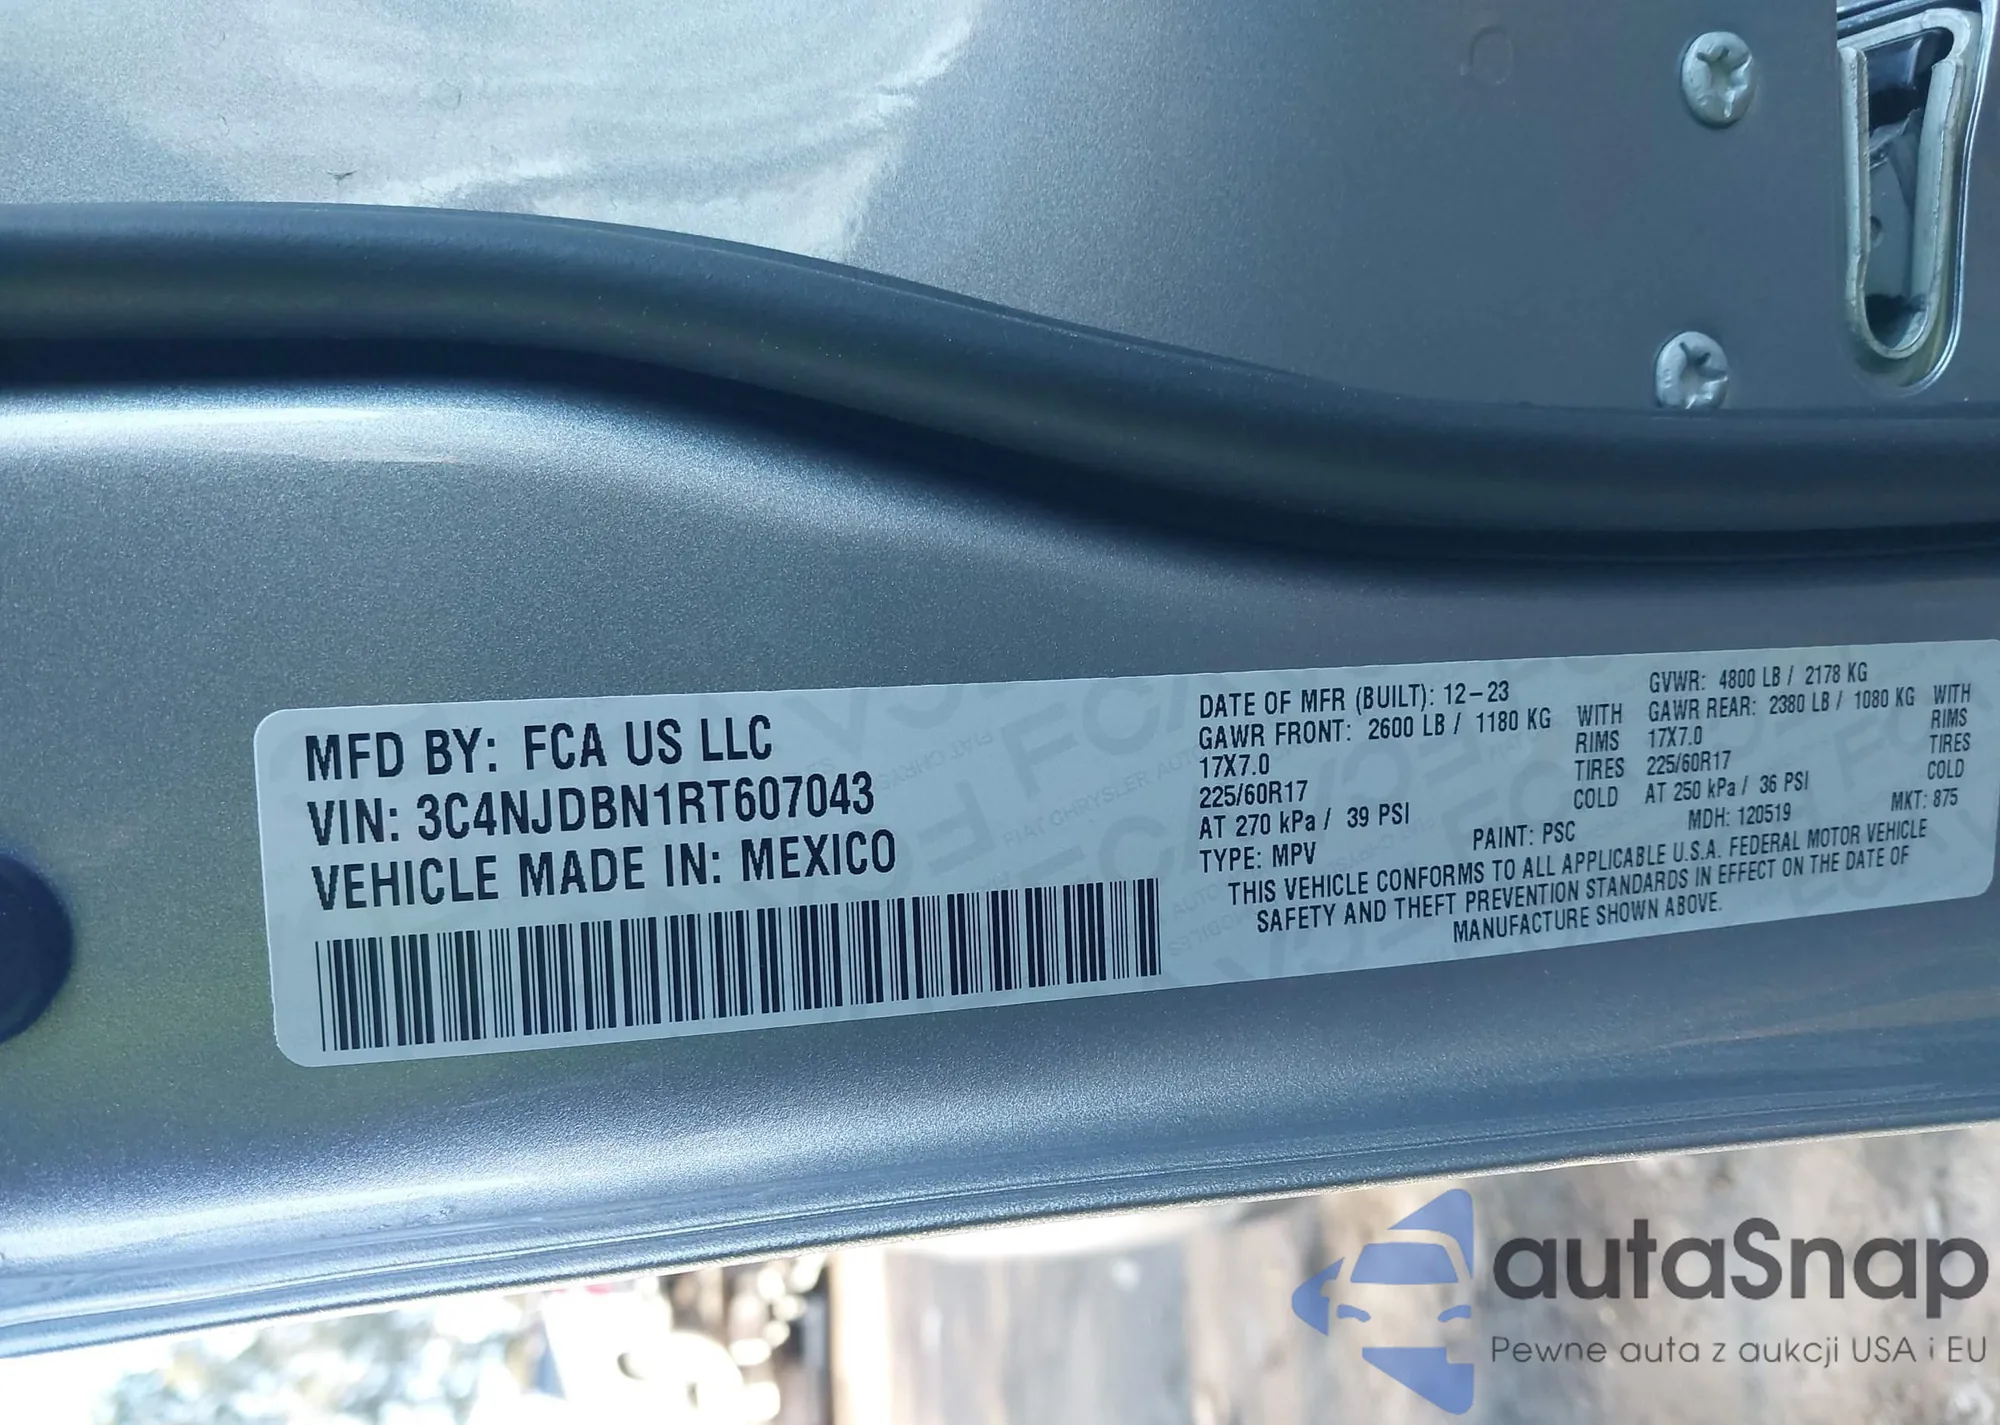 MFD BY: FCA US LLC
VIN: 3C4NJDBN1RT607043
VEHICLE MADE IN: MEXICO
DATE OF MFR (BUILT): 12-23 GVWR: 4800 LB / 2178 KG
GAWR FRONT: 2600 LB / 1180 KG WITH GAWR REAR: 2380 LB / 1080 KG WITH
17X7.0 RIMS 17X7.0 RIMS
225/60R17 TIRES 225/60R17 TIRES
AT 270 kPa / 39 PSI COLD AT 250 kPa / 36 PSI COLD
TYPE: MPV PAINT: PSC MDH: 120519 MKT: 875
THIS VEHICLE CONFORMS TO ALL APPLICABLE U.S.A. FEDERAL MOTOR VEHICLE
SAFETY AND THEFT PREVENTION STANDARDS IN EFFECT ON THE DATE OF
MANUFACTURE SHOWN ABOVE.
autaSnap
Pewne auta z aukcji USA i EU